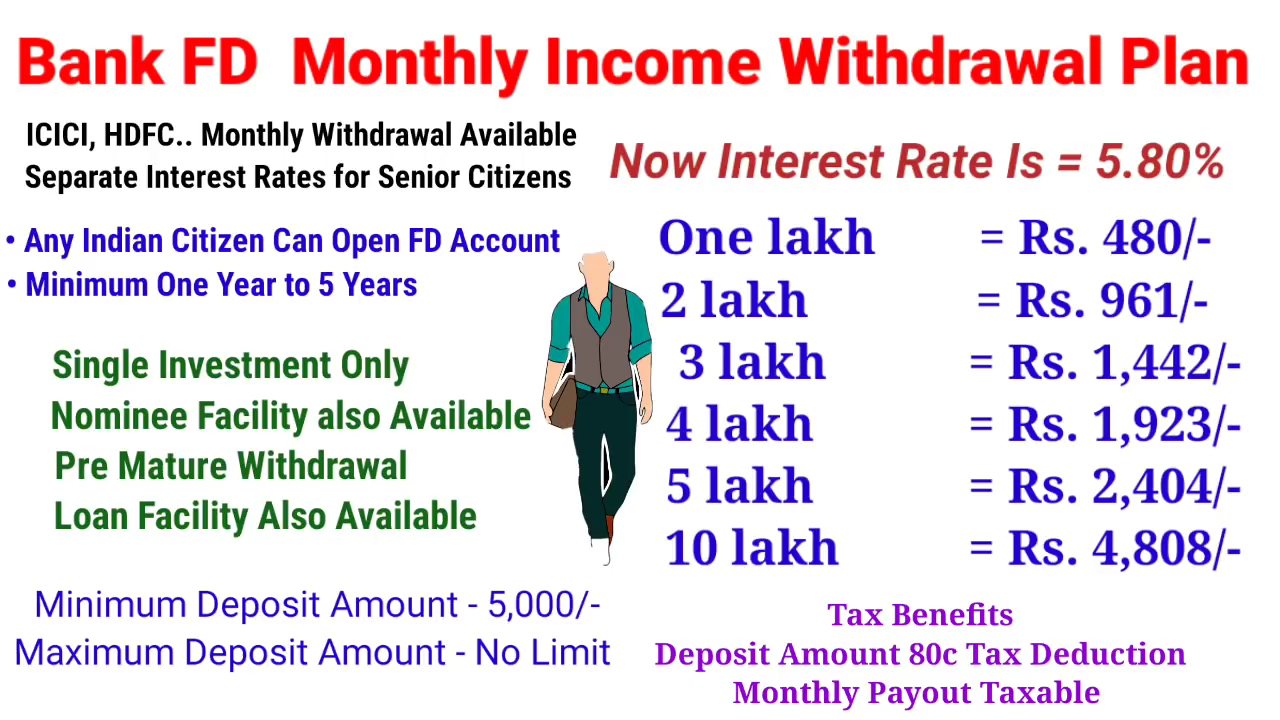 Bank FD Monthly Income Withdrawal Plan
ICICI, HDFC.. Monthly Withdrawal Available
Separate Interest Rates for Senior Citizens
Now Interest Rate Is = 5.80%
• Any Indian Citizen Can Open FD Account
• Minimum One Year to 5 Years
Single Investment Only
Nominee Facility also Available
Pre Mature Withdrawal
Loan Facility Also Available
One lakh = Rs. 480/-
2 lakh = Rs. 961/-
3 lakh = Rs. 1,442/-
4 lakh = Rs. 1,923/-
5 lakh = Rs. 2,404/-
10 lakh = Rs. 4,808/-
Minimum Deposit Amount - 5,000/-
Maximum Deposit Amount - No Limit
Tax Benefits
Deposit Amount 80c Tax Deduction
Monthly Payout Taxable